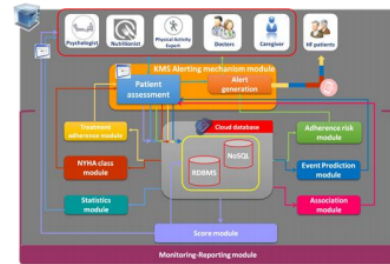 Psychologist
Nutritionist
Physical Activity
Expert
Doctors
Caregiver
HF patients
KMS Alerting mechanism module
Patient
assessment
Alert
generation
Cloud database
Treatment
adherence module
Adherence risk
module
NoSQL
NYHA class
module
RDBMS
Event Prediction
module
Statistics
module
Association
module
Score module
Monitoring-Reporting module